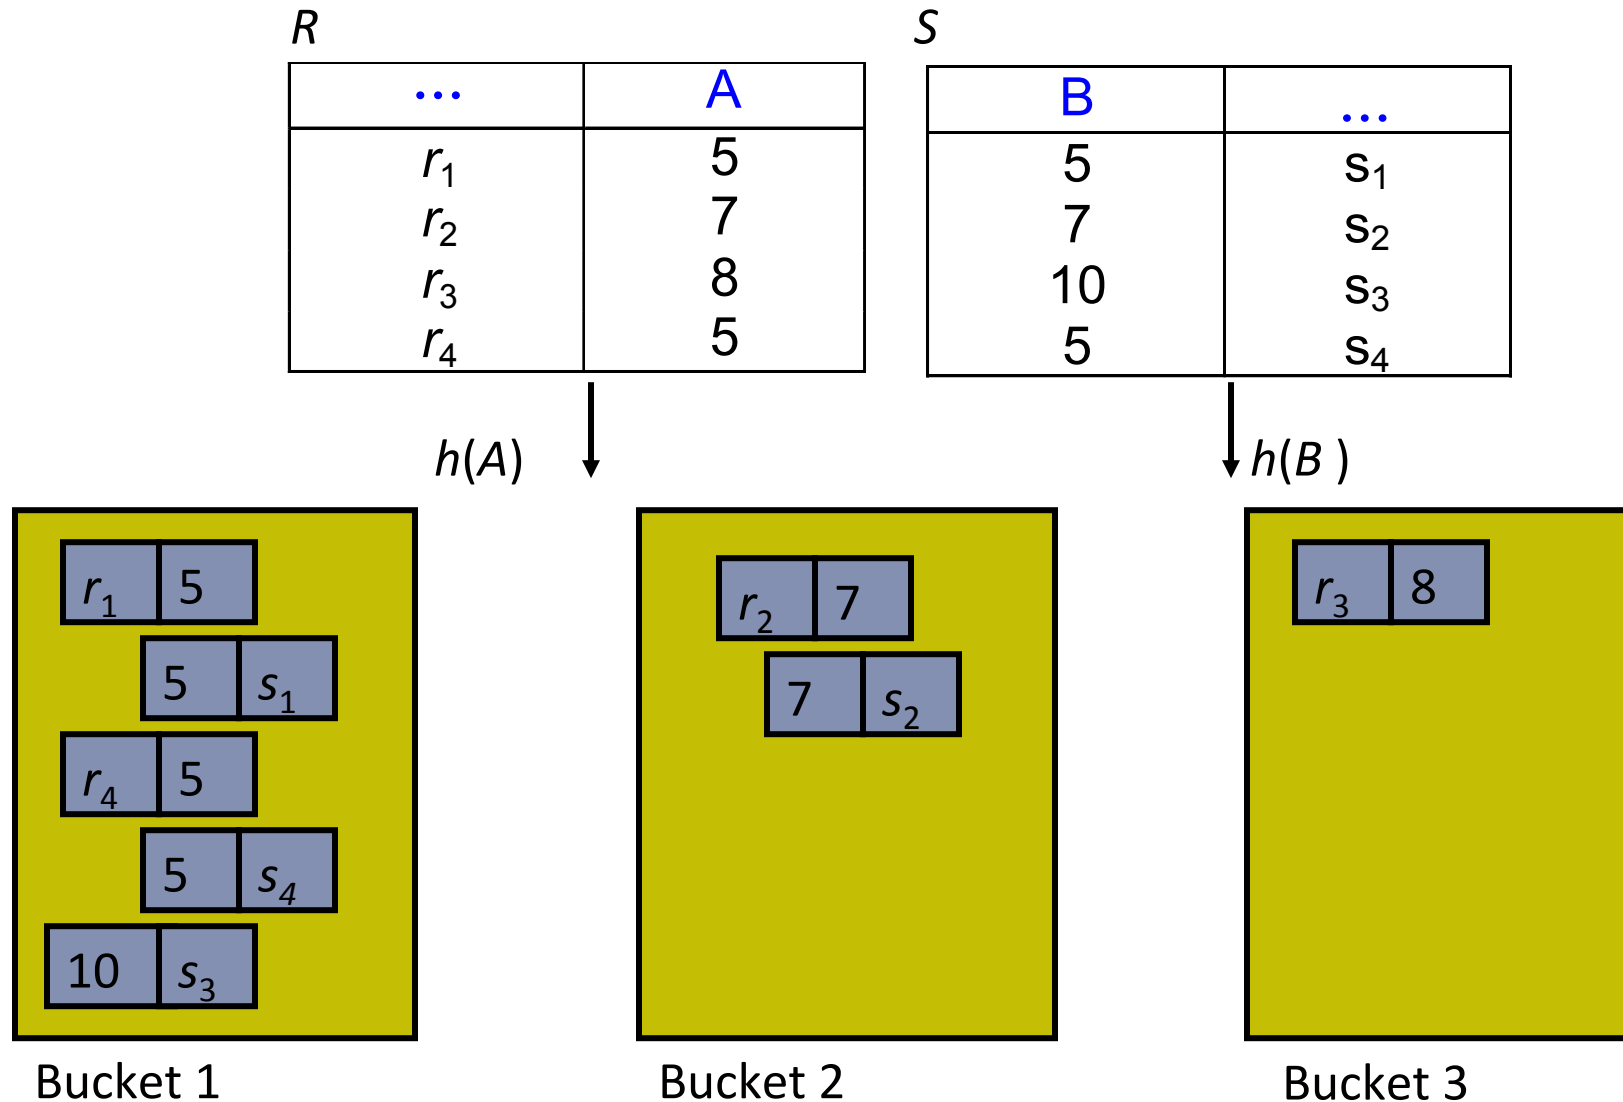 R S
... A B ...
r1 5 5 s1
r2 7 7 s2
r3 8 10 s3
r4 5 5 s4
h(A) h(B )
r1 5
5 s1
r4 5
5 s4
10 s3
Bucket 1
r2 7
7 s2
Bucket 2
r3 8
Bucket 3